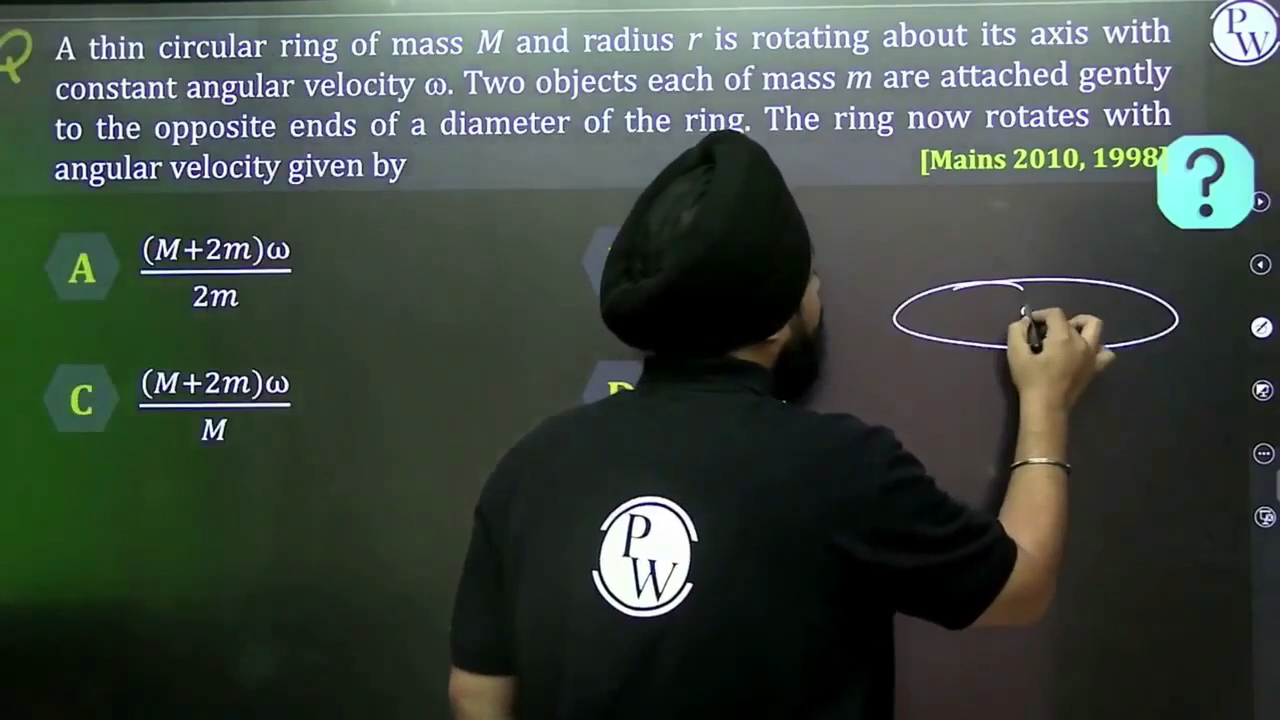 Q A thin circular ring of mass M and radius r is rotating about its axis with
constant angular velocity ω. Two objects each of mass m are attached gently
to the opposite ends of a diameter of the ring. The ring now rotates with
angular velocity given by
[Mains 2010, 1998]
?
A (M+2m)ω
2m
C (M+2m)ω
M
P
W
P
W